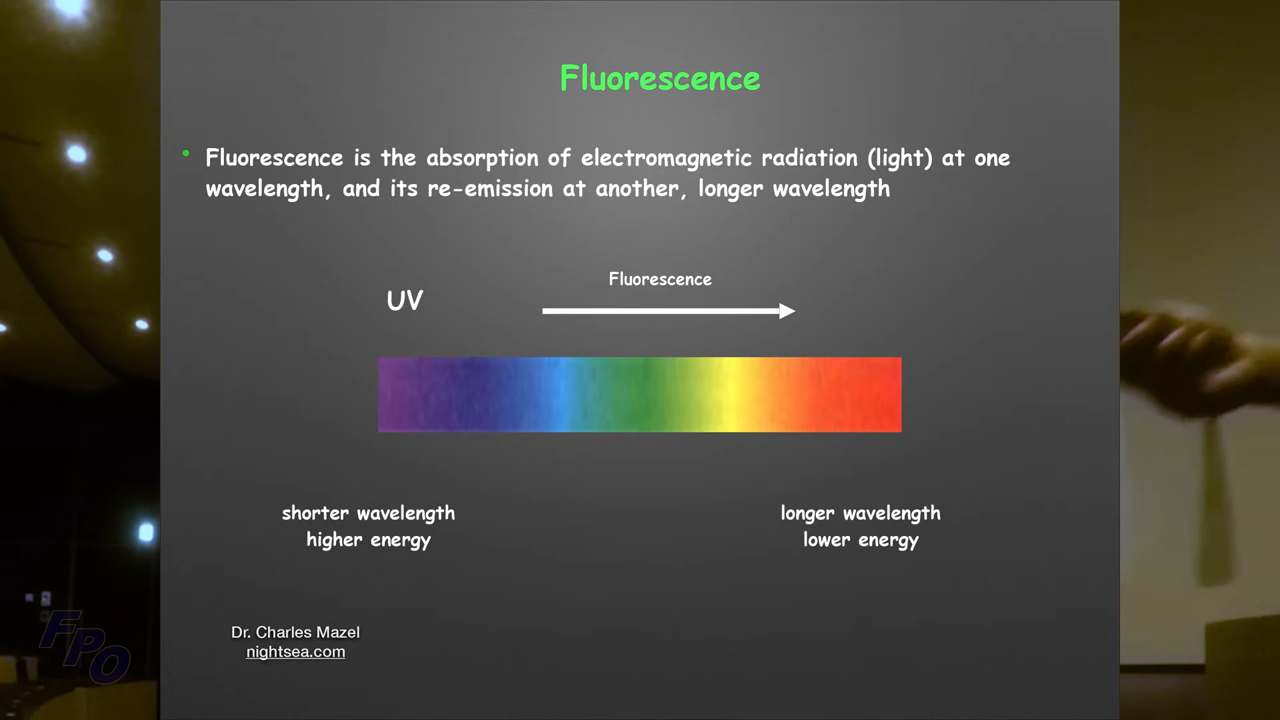 Fluorescence
• Fluorescence is the absorption of electromagnetic radiation (light) at one
wavelength, and its re-emission at another, longer wavelength
Fluorescence
UV
shorter wavelength
higher energy
longer wavelength
lower energy
Dr. Charles Mazel
nightsea.com
FPO